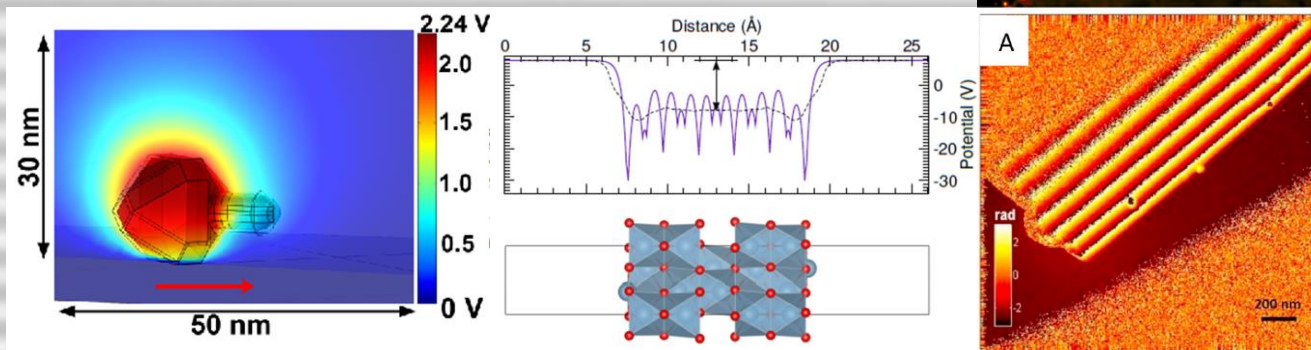 30 nm
50 nm
2.24 V
2.0
1.5
1.0
0.5
0 V
Distance (Å)
0 5 10 15 20 25
0
-10
-20
-30
Potential (V)
A
rad
2
0
-2
200 nm